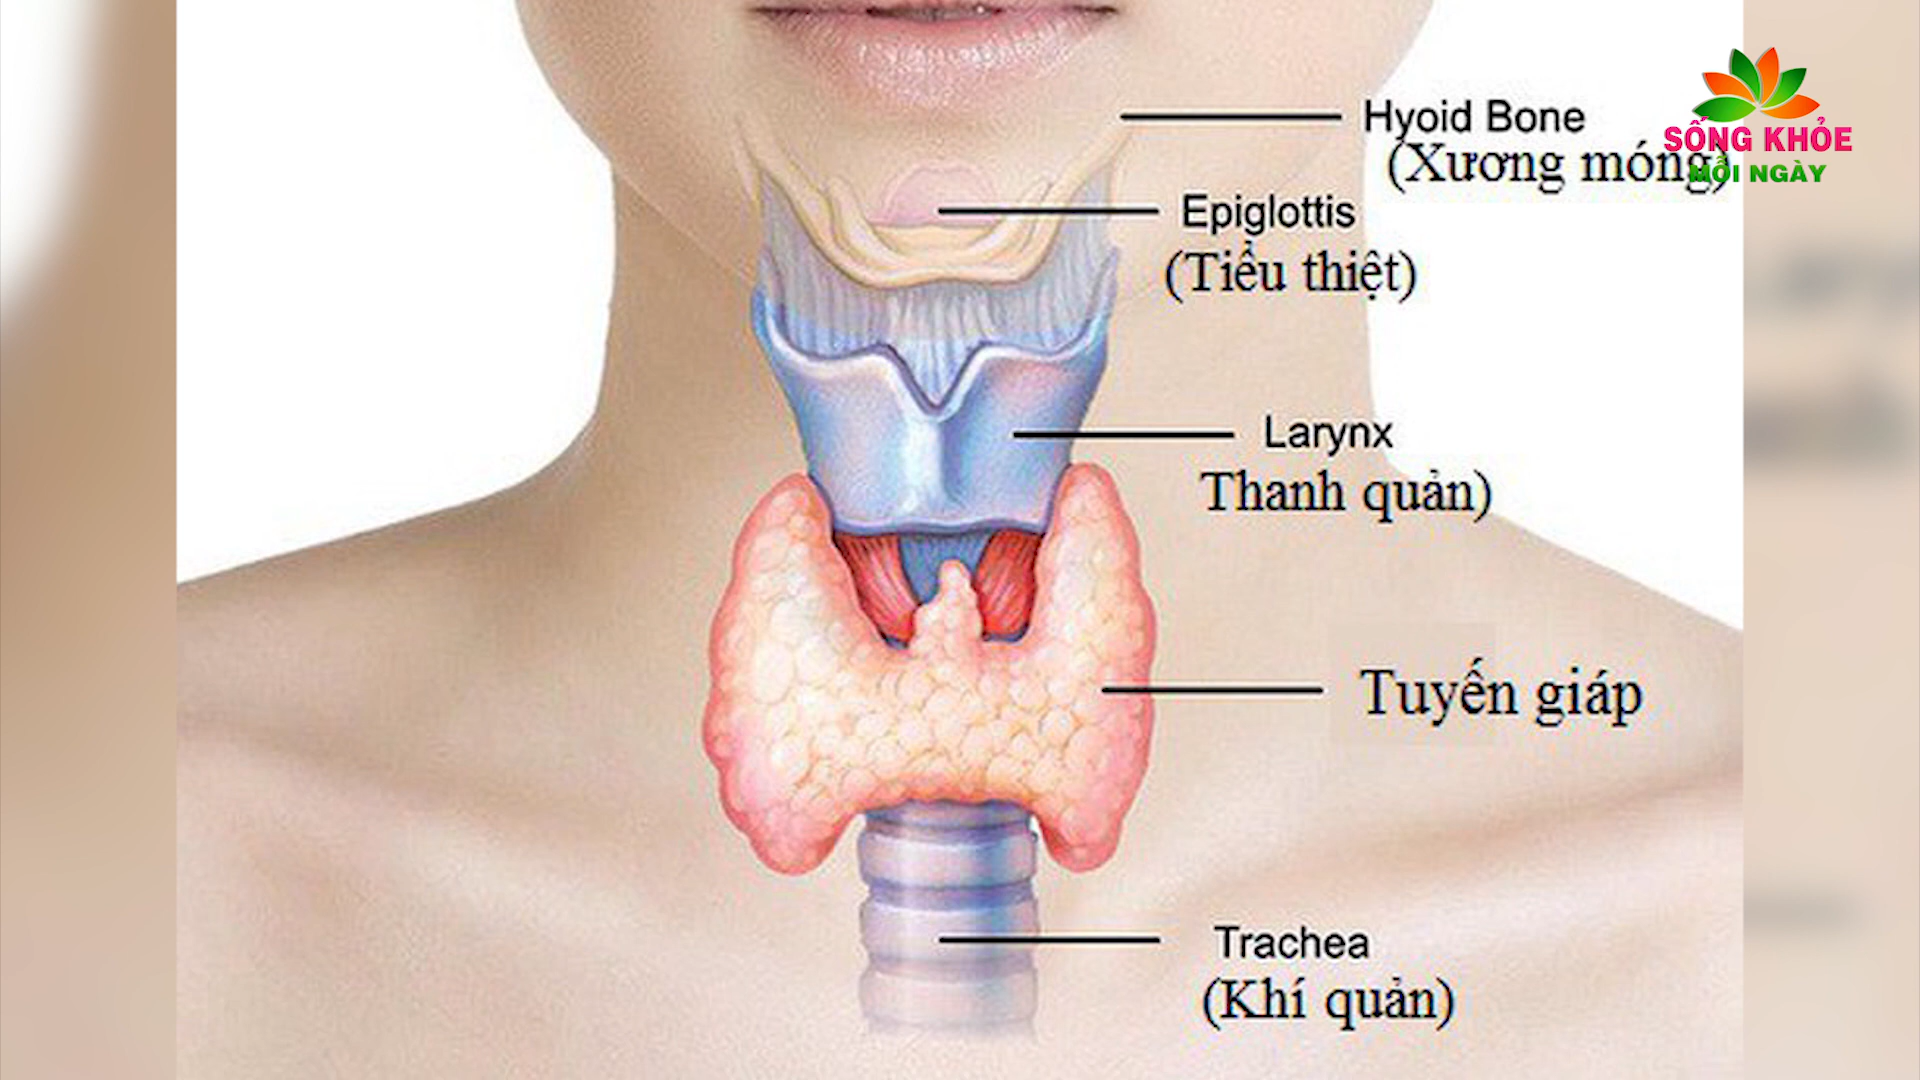 Hyoid Bone
(Xương móng)
SỐNG KHỎE
MỖI NGÀY
Epiglottis
(Tiểu thiệt)
Larynx
Thanh quản)
Tuyến giáp
Trachea
(Khí quản)